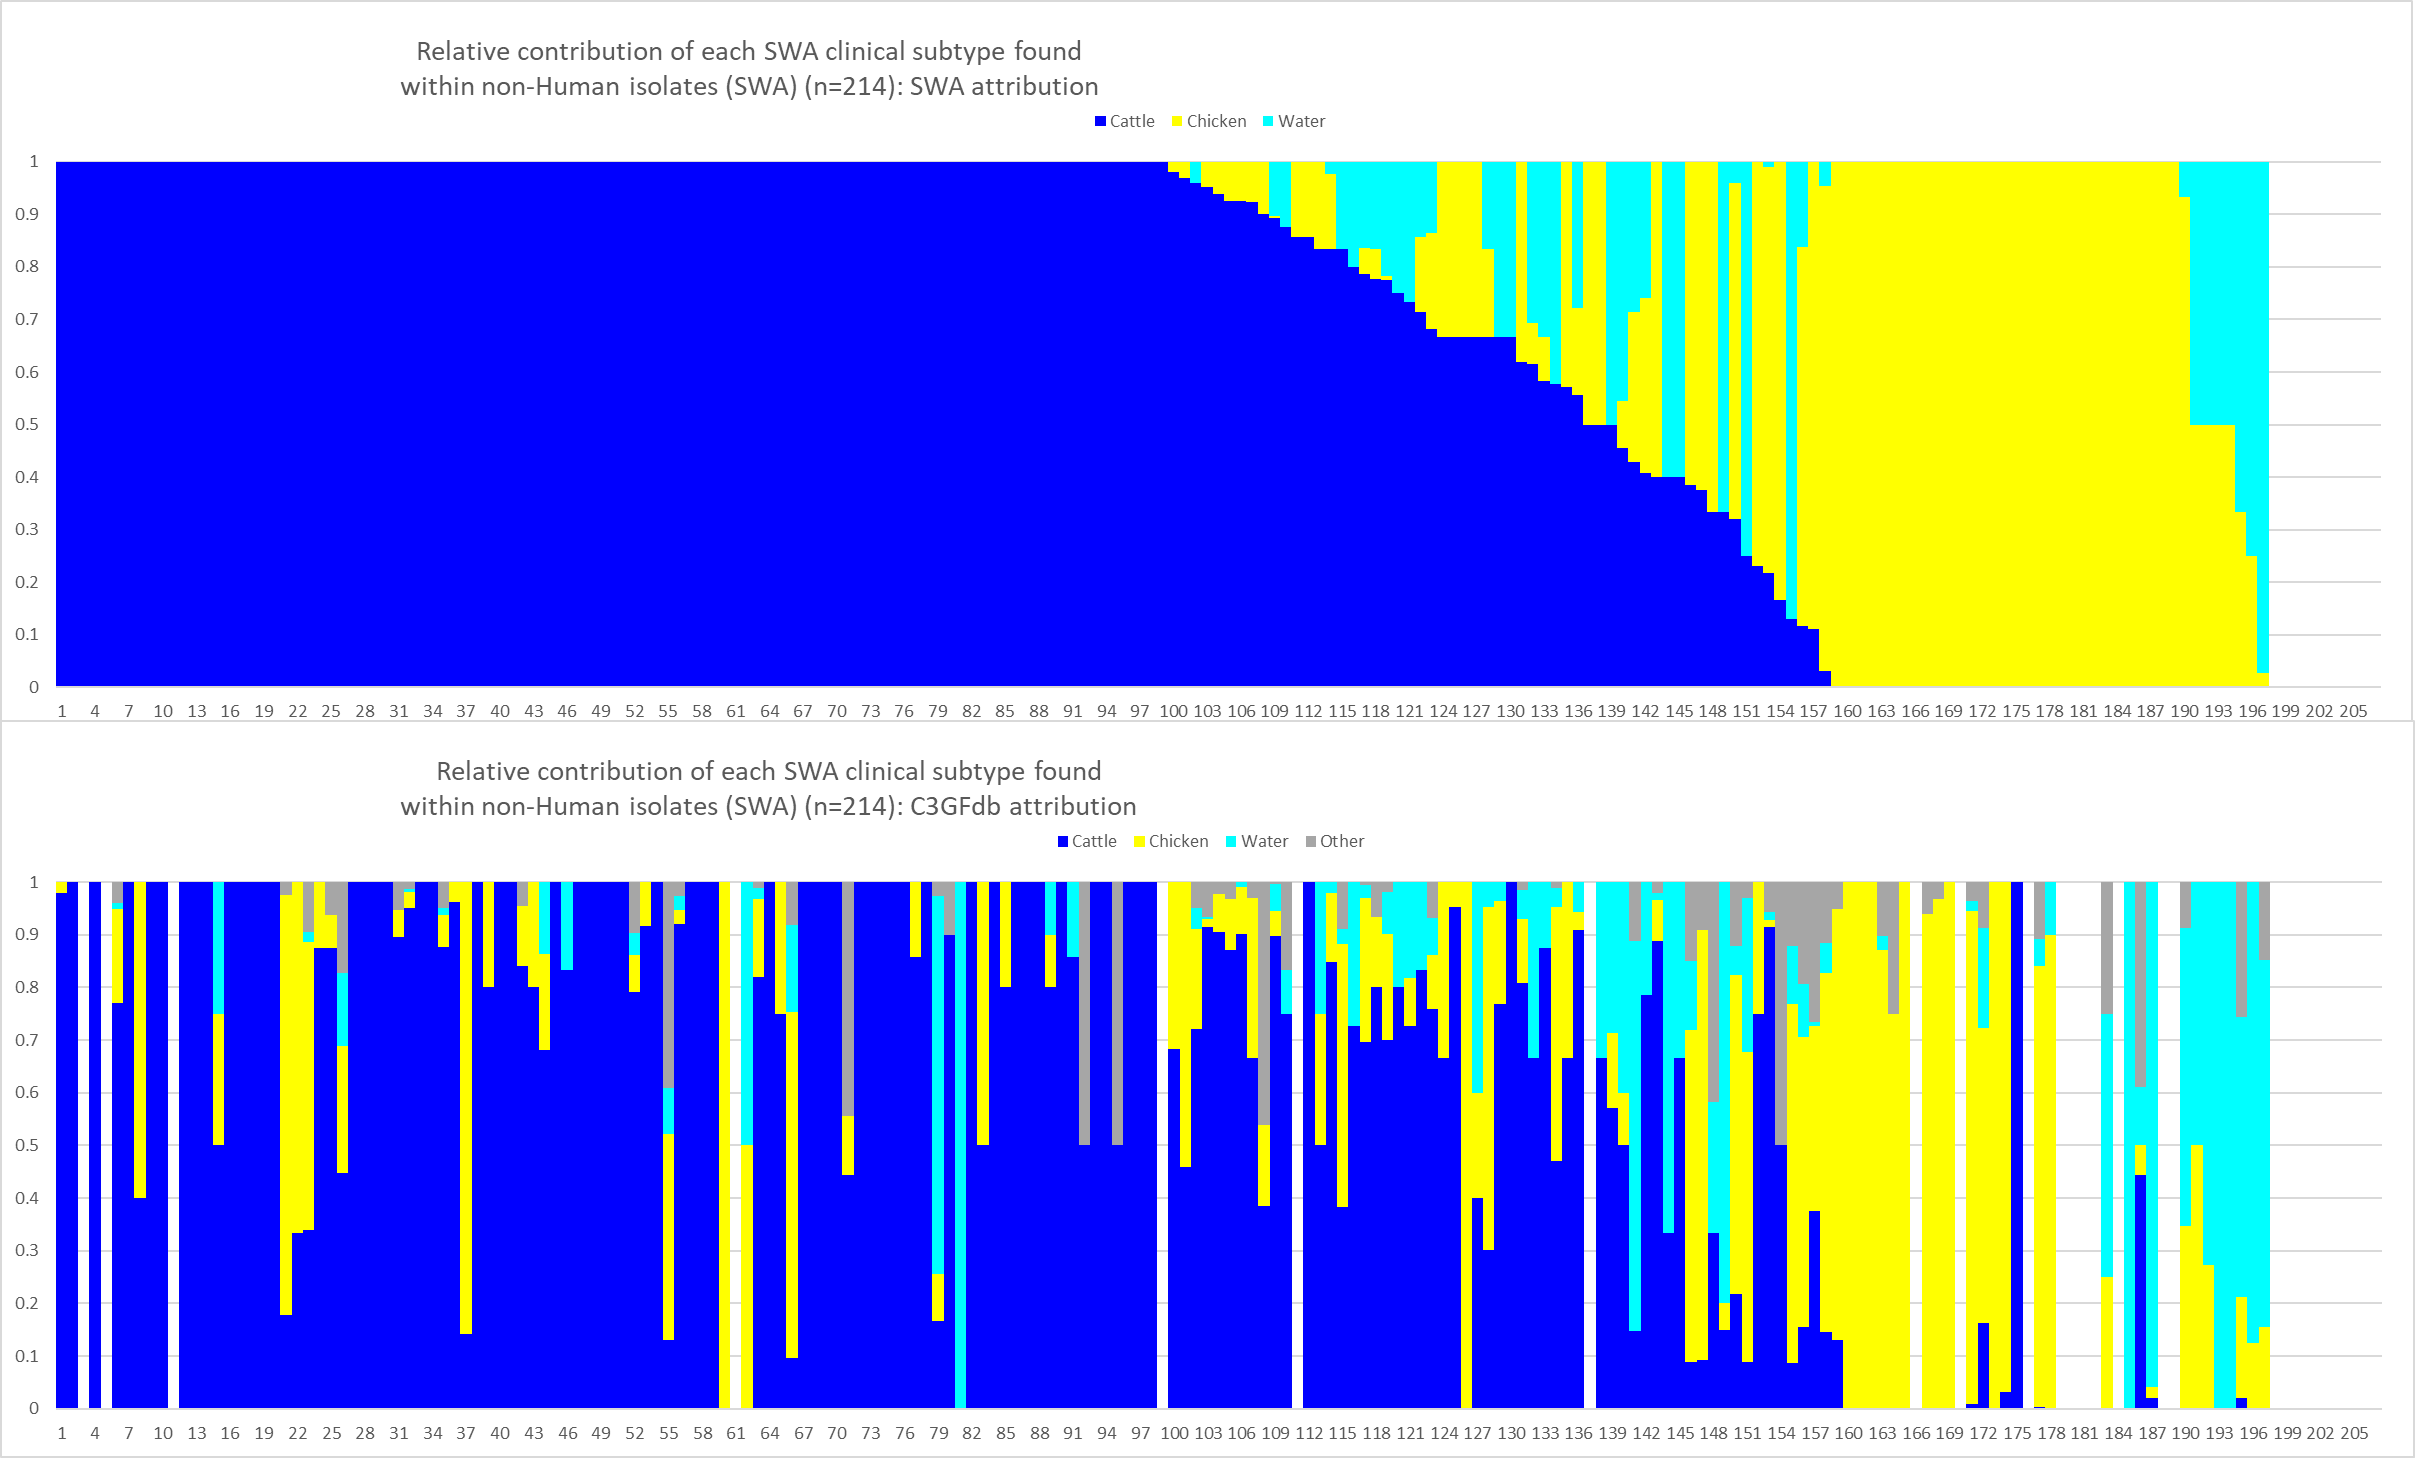 Relative contribution of each SWA clinical subtype found
within non-Human isolates (SWA) (n=214): SWA attribution
Cattle Chicken Water
1
0.9
0.8
0.7
0.6
0.5
0.4
0.3
0.2
0.1
0
1 4 7 10 13 16 19 22 25 28 31 34 37 40 43 46 49 52 55 58 61 64 67 70 73 76 79 82 85 88 91 94 97 100 103 106 109 112 115 118 121 124 127 130 133 136 139 142 145 148 151 154 157 160 163 166 169 172 175 178 181 184 187 190 193 196 199 202 205
Relative contribution of each SWA clinical subtype found
within non-Human isolates (SWA) (n=214): C3GFdb attribution
Cattle Chicken Water Other
1
0.9
0.8
0.7
0.6
0.5
0.4
0.3
0.2
0.1
0
1 4 7 10 13 16 19 22 25 28 31 34 37 40 43 46 49 52 55 58 61 64 67 70 73 76 79 82 85 88 91 94 97 100 103 106 109 112 115 118 121 124 127 130 133 136 139 142 145 148 151 154 157 160 163 166 169 172 175 178 181 184 187 190 193 196 199 202 205